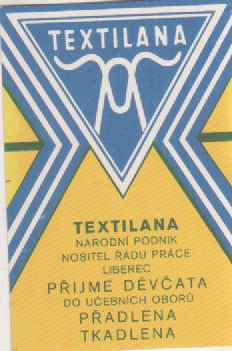 TEXTILANA
TEXTILANA
NÁRODNÍ PODNIK
NOSITEL ŘÁDU PRÁCE
LIBEREC
PŘIJME DĚVČATA
DO UČEBNÍCH OBORŮ
PŘADLENA
TKADLENA